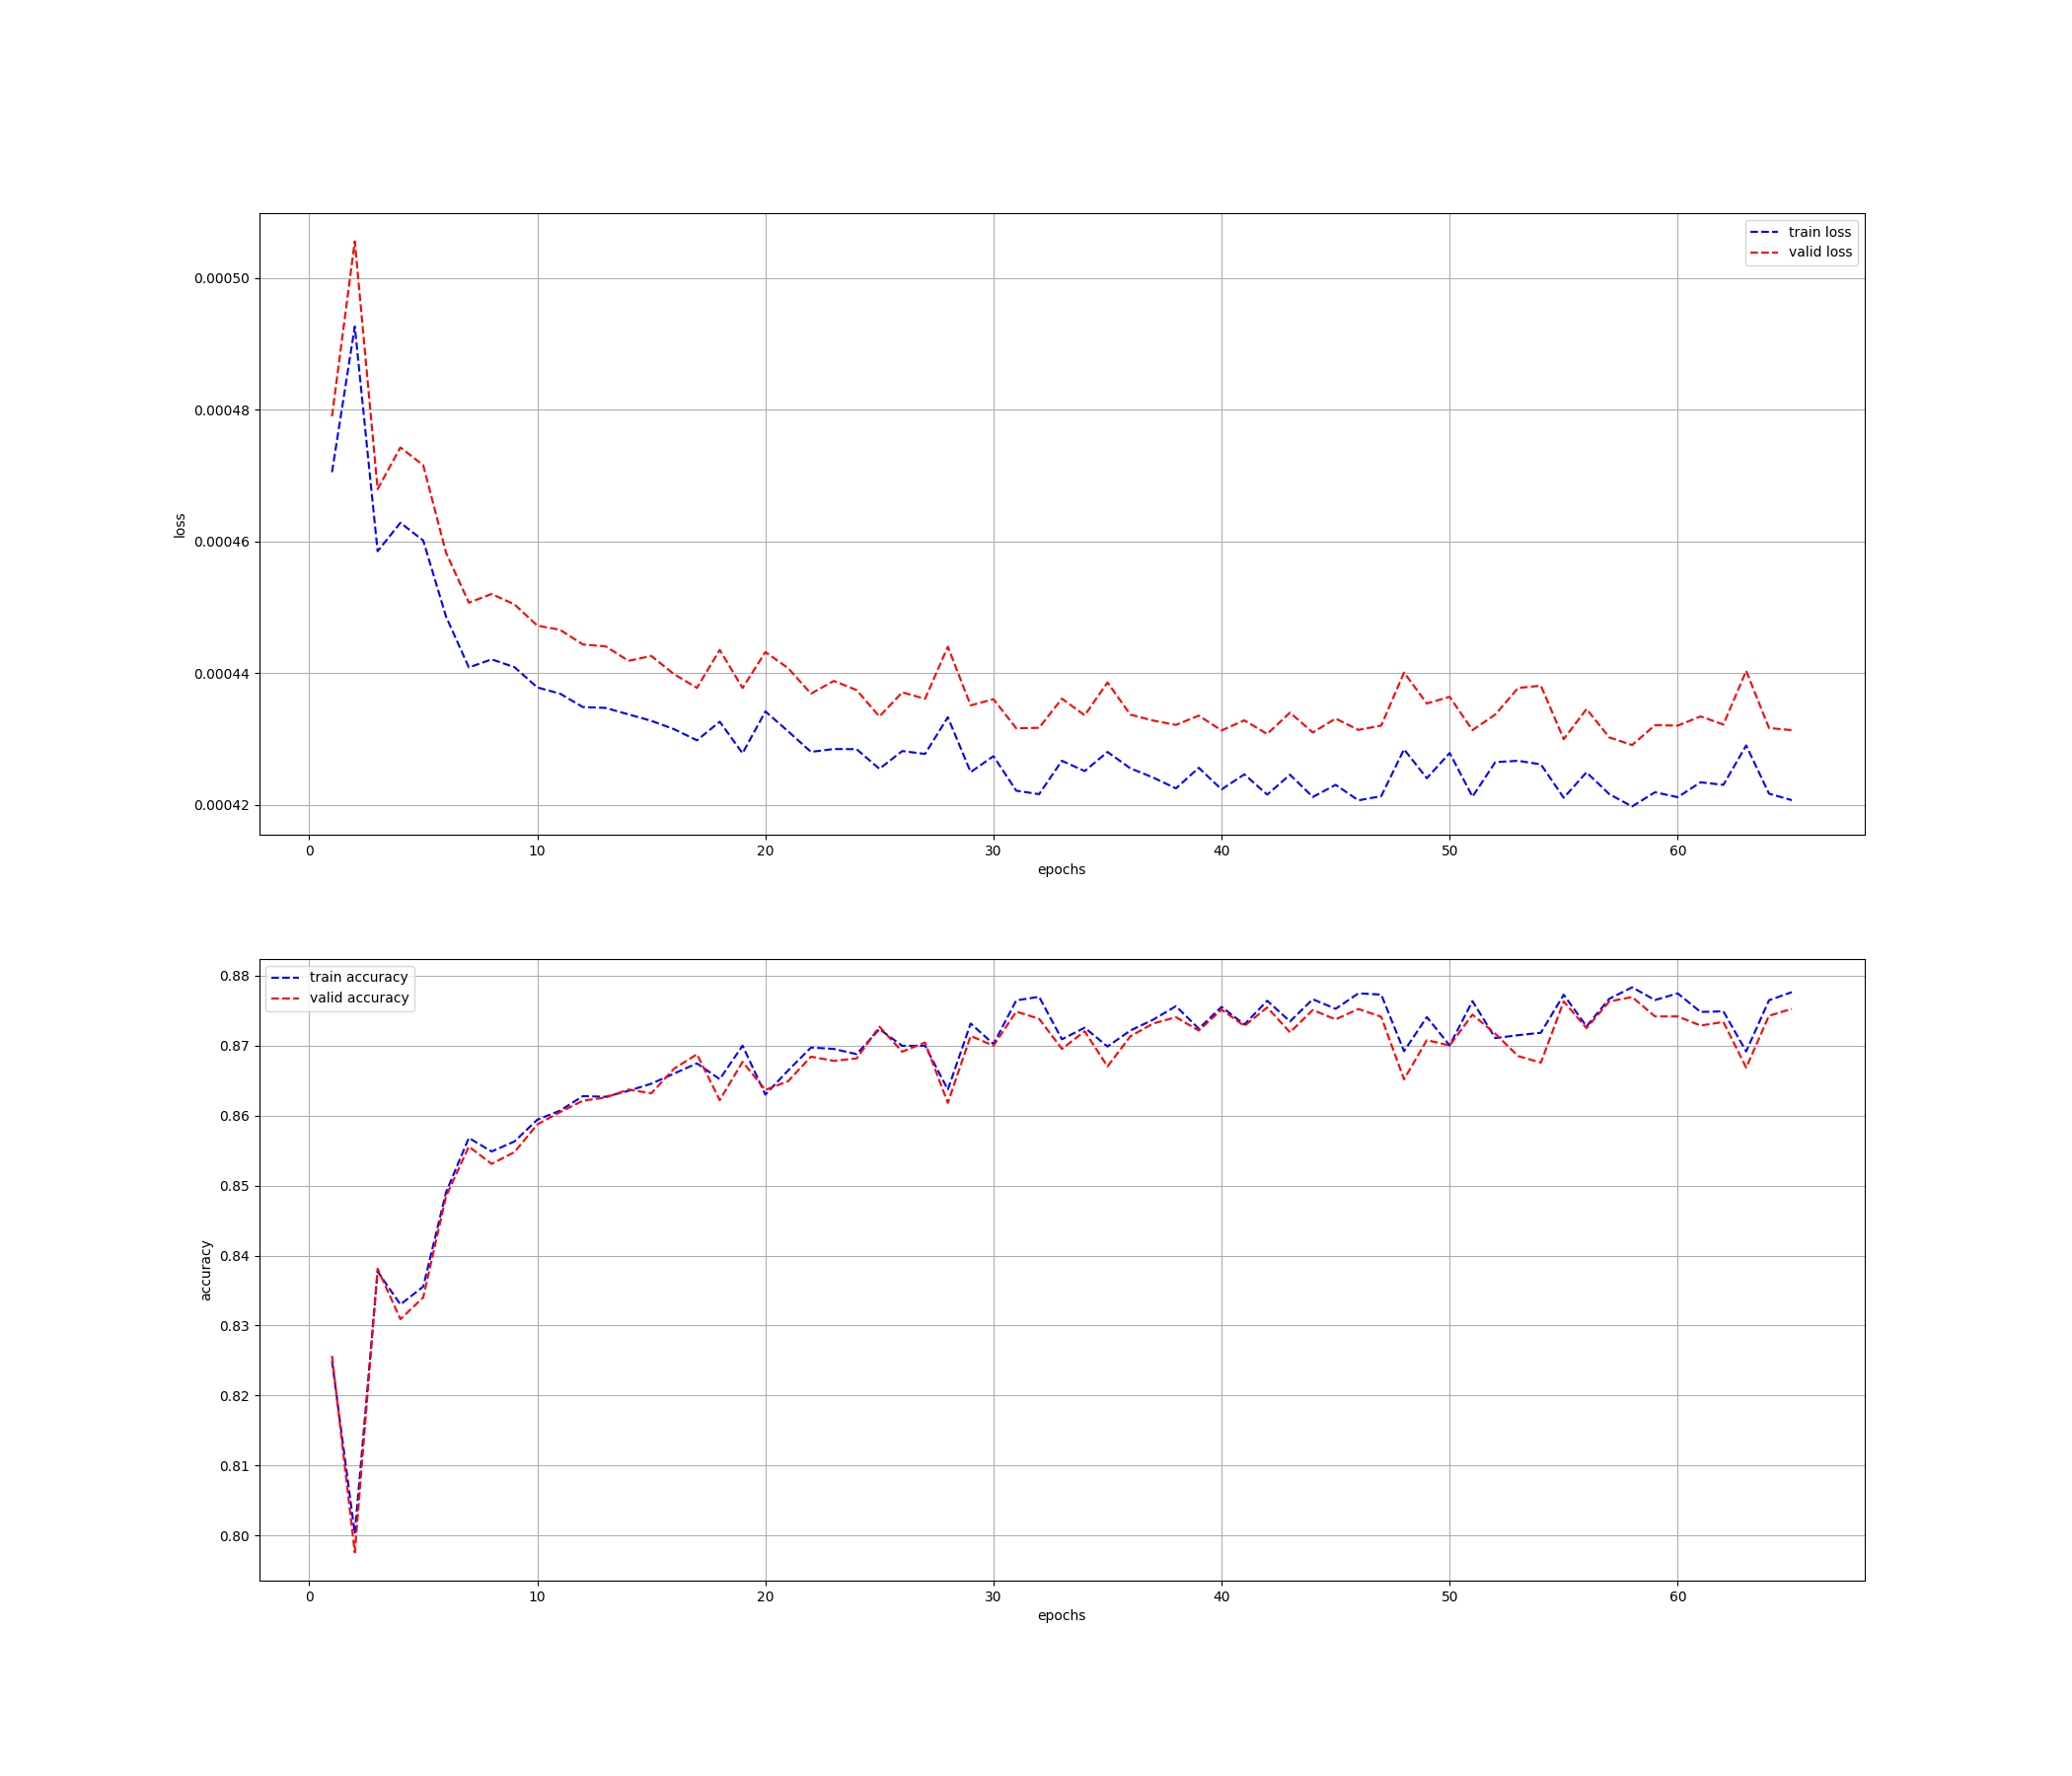 train loss
valid loss
0.00050
0.00048
0.00046
0.00044
0.00042
loss
0 10 20 30 40 50 60
epochs
train accuracy
valid accuracy
0.88
0.87
0.86
0.85
0.84
0.83
0.82
0.81
0.80
accuracy
0 10 20 30 40 50 60
epochs